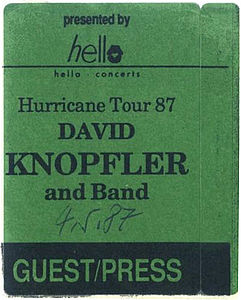 presented by
hello
hello · concerts
Hurricane Tour 87
DAVID
KNOPFLER
and Band
4.5.87
GUEST/PRESS